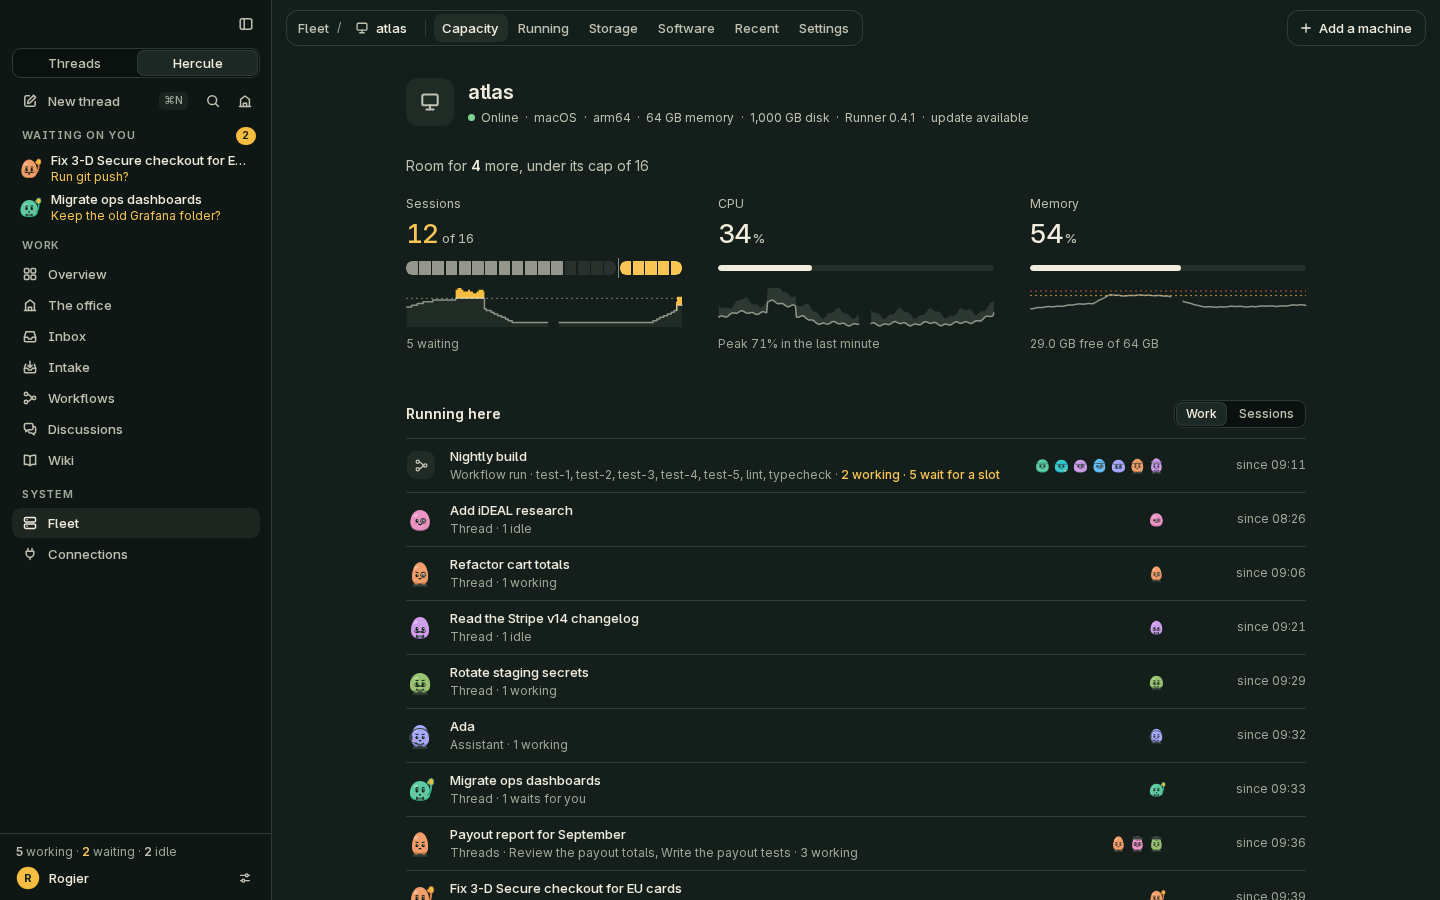 Threads
Hercule
New thread
⌘N
WAITING ON YOU
2
Fix 3-D Secure checkout for E...
Run git push?
Migrate ops dashboards
Keep the old Grafana folder?
WORK
Overview
The office
Inbox
Intake
Workflows
Discussions
Wiki
SYSTEM
Fleet
Connections
5 working · 2 waiting · 2 idle
R
Rogier
Fleet / atlas
Capacity
Running
Storage
Software
Recent
Settings
Add a machine
atlas
Online · macOS · arm64 · 64 GB memory · 1,000 GB disk · Runner 0.4.1 · update available
Room for 4 more, under its cap of 16
Sessions
12 of 16
5 waiting
CPU
34%
Peak 71% in the last minute
Memory
54%
29.0 GB free of 64 GB
Running here
Work
Sessions
Nightly build
Workflow run · test-1, test-2, test-3, test-4, test-5, lint, typecheck · 2 working · 5 wait for a slot
since 09:11
Add iDEAL research
Thread · 1 idle
since 08:26
Refactor cart totals
Thread · 1 working
since 09:06
Read the Stripe v14 changelog
Thread · 1 idle
since 09:21
Rotate staging secrets
Thread · 1 working
since 09:29
Ada
Assistant · 1 working
since 09:32
Migrate ops dashboards
Thread · 1 waits for you
since 09:33
Payout report for September
Threads · Review the payout totals, Write the payout tests · 3 working
since 09:36
Fix 3-D Secure checkout for EU cards
since 09:39